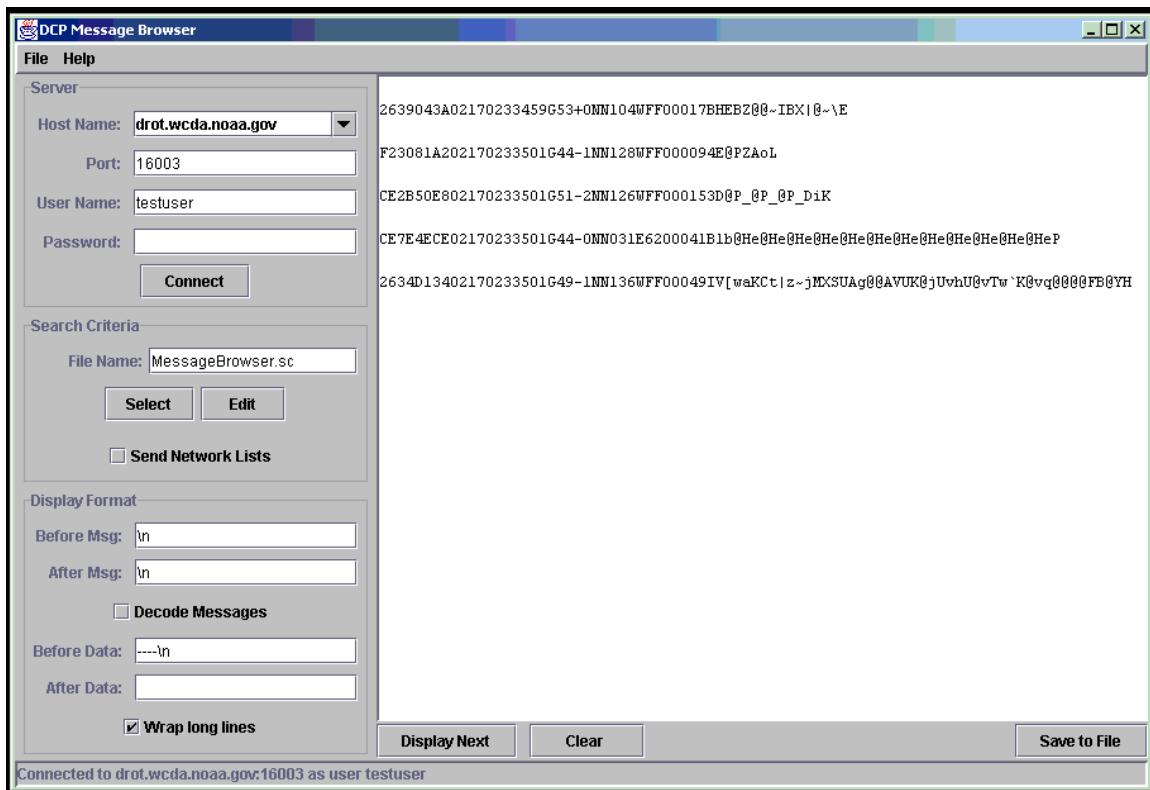 DCP Message Browser
File Help
Server
Host Name: drot.wcda.noaa.gov
Port: 16003
User Name: testuser
Password:
Connect
Search Criteria
File Name: MessageBrowser.sc
Select Edit
Send Network Lists
Display Format
Before Msg: \n
After Msg: \n
Decode Messages
Before Data: ----\n
After Data:
Wrap long lines
2639043A02170233459G53+0NN104WFF00017BHEBZ@@~IBX|@~\E
F23081A202170233501G44-1NN128WFF000094E@PZAoL
CE2B50E802170233501G51-2NN126WFF000153D@P_@P_@P_DiK
CE7E4ECE02170233501G44-0NN031E6200041B1b@He@He@He@He@He@He@He@He@He@He@He@He@HeP
2634D13402170233501G49-1NN136WFF00049IV[waKCt|z~jMXSUAg@@AVUK@jUvhU@vTw`K@vq@@@@FB@YH
Display Next Clear Save to File
Connected to drot.wcda.noaa.gov:16003 as user testuser